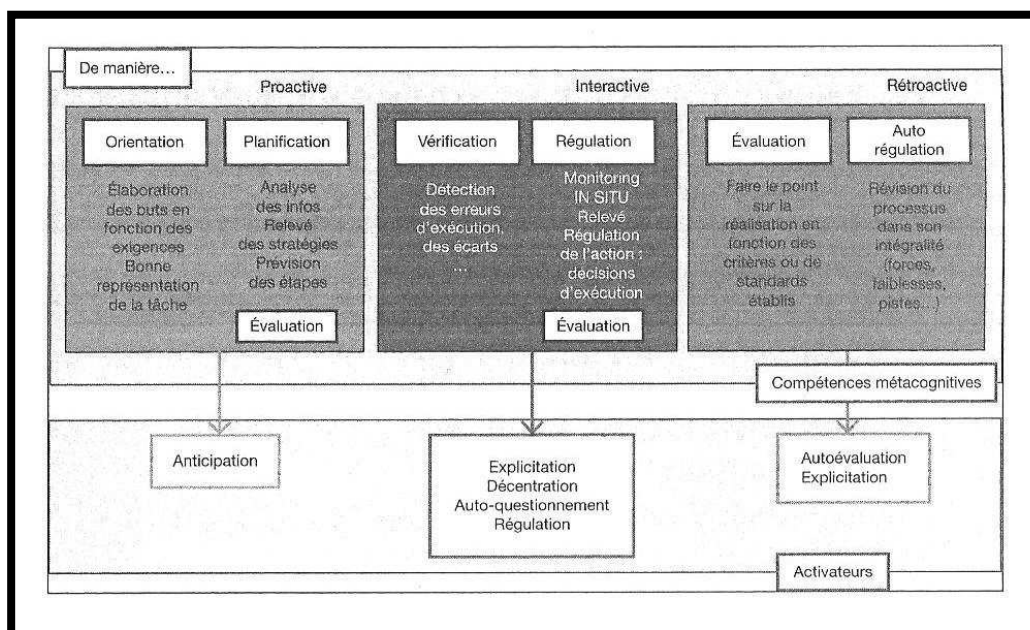 De manière...
Proactive
Interactive
Rétroactive
Orientation
Planification
Vérification
Régulation
Évaluation
Auto
régulation
Élaboration
des buts en
fonction des
exigences
Bonne
représentation
de la tâche
Analyse
des infos
Relevé
des stratégies
Prévision
des étapes
Évaluation
Détection
des erreurs
d'exécution,
des écarts
...
Monitoring
IN SITU
Relevé
Régulation
de l'action :
décisions
d'exécution
Évaluation
Faire le point
sur la
réalisation en
fonction des
critères ou de
standards
établis
Révision du
processus
dans son
intégralité
(forces,
faiblesses,
pistes...)
Compétences métacognitives
Anticipation
Explicitation
Décentration
Auto-questionnement
Régulation
Autoévaluation
Explicitation
Activateurs